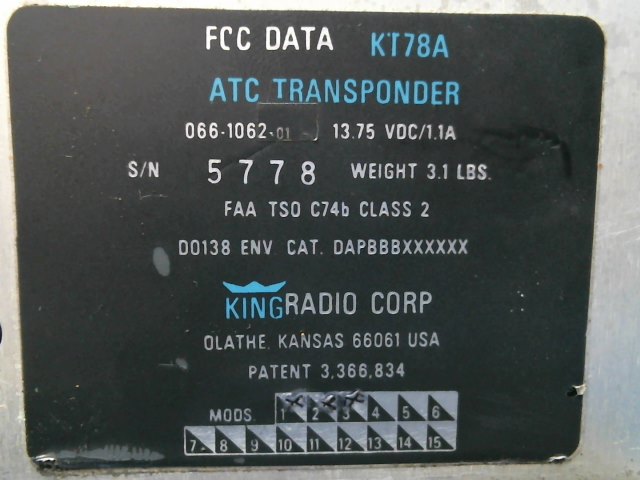 FCC DATA KT78A
ATC TRANSPONDER
066-1062-01 13.75 VDC/1.1A
S/N 5778 WEIGHT 3.1 LBS.
FAA TSO C74b CLASS 2
DO138 ENV CAT. DAPBBBXXXXXX
KING RADIO CORP
OLATHE, KANSAS 66061 USA
PATENT 3,366,834
MODS. 1 2 3 4 5 6
7 8 9 10 11 12 13 14 15